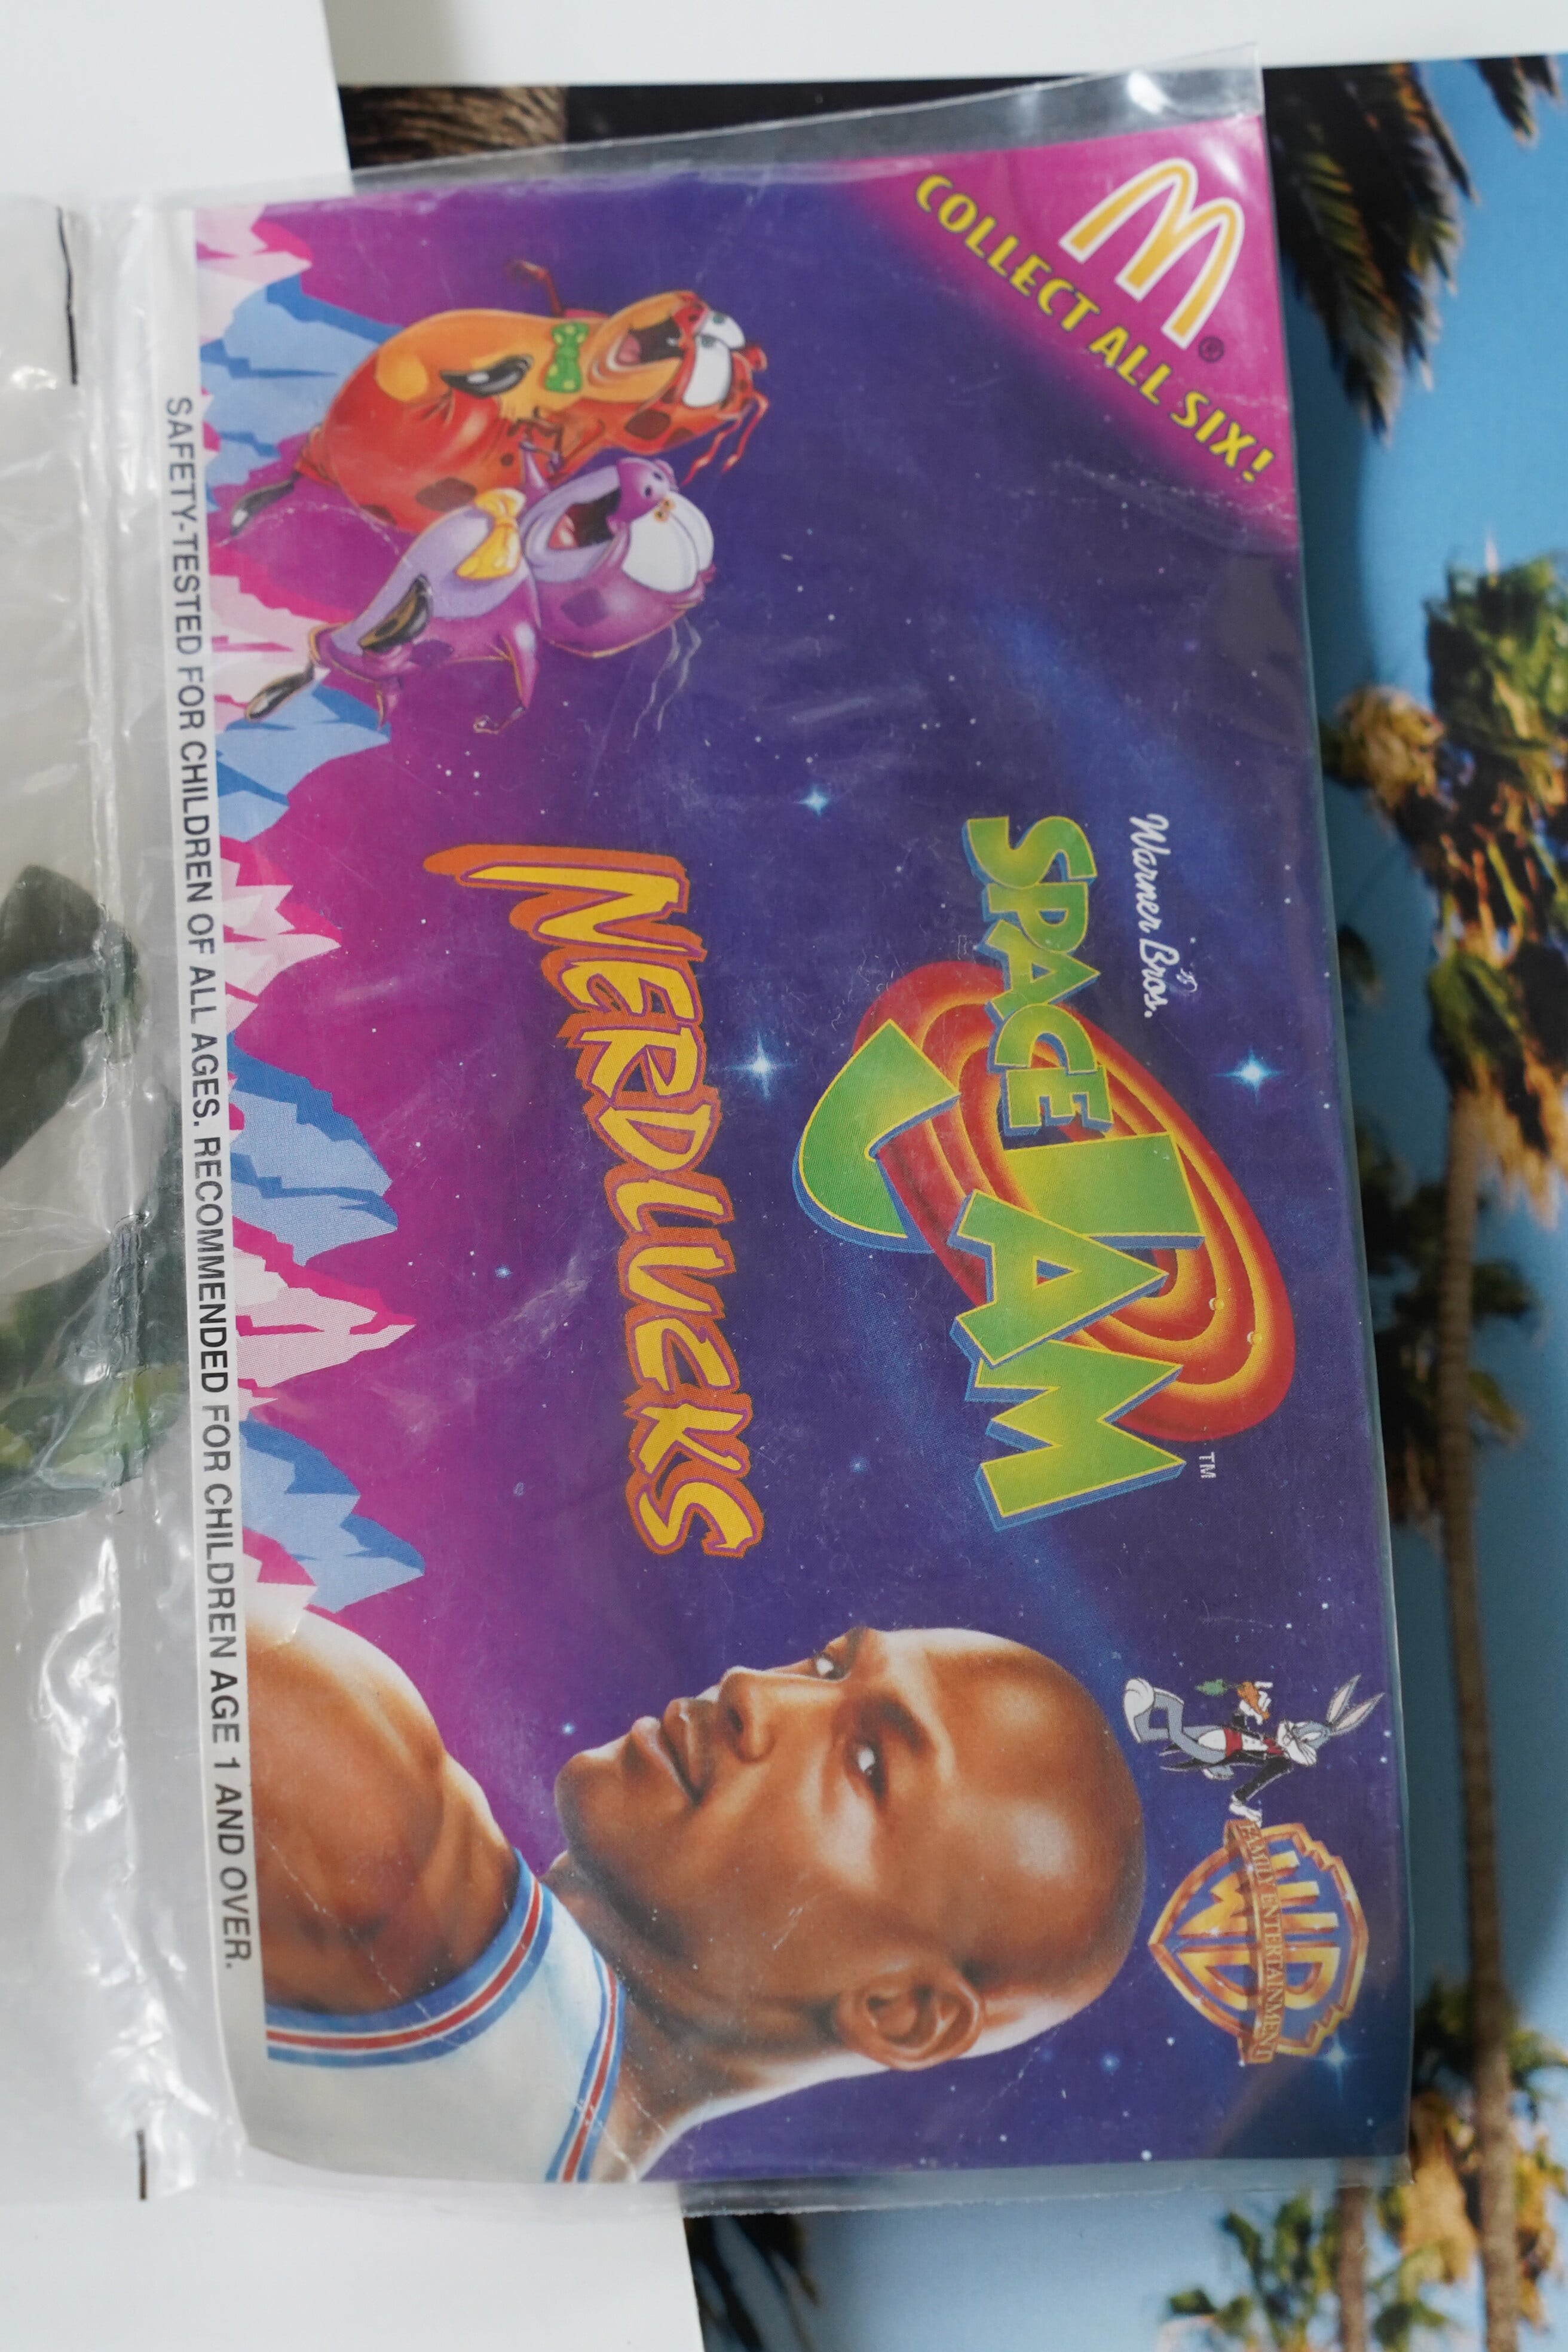 COLLECT ALL SIX!
Warner Bros.
SPACE
JAM
TM
NERDLUCKS
WB
FAMILY ENTERTAINMENT
SAFETY-TESTED FOR CHILDREN OF ALL AGES. RECOMMENDED FOR CHILDREN AGE 1 AND OVER.